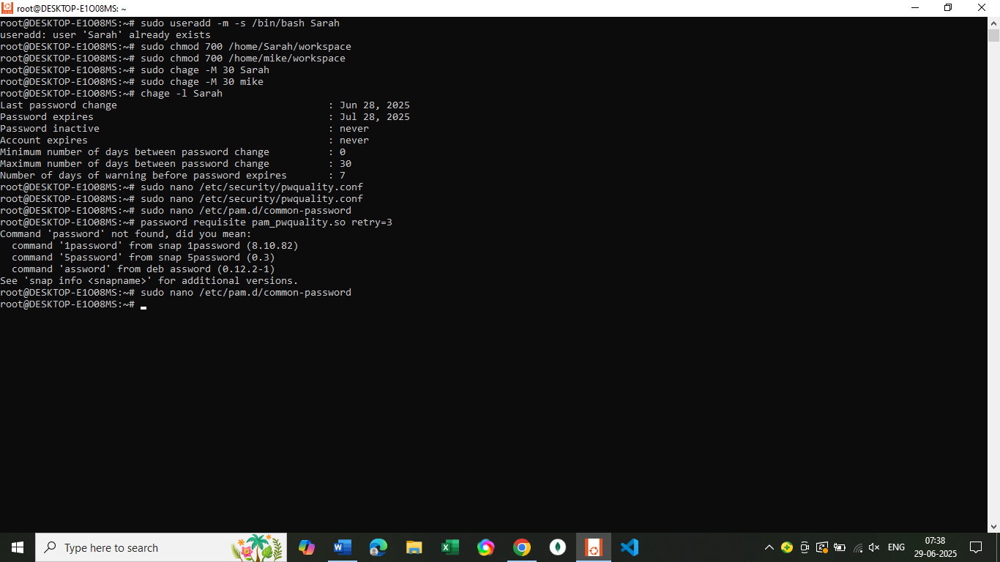 root@DESKTOP-E1O08MS: ~
root@DESKTOP-E1O08MS:~# sudo useradd -m -s /bin/bash Sarah
useradd: user 'Sarah' already exists
root@DESKTOP-E1O08MS:~# sudo chmod 700 /home/Sarah/workspace
root@DESKTOP-E1O08MS:~# sudo chmod 700 /home/mike/workspace
root@DESKTOP-E1O08MS:~# sudo chage -M 30 Sarah
root@DESKTOP-E1O08MS:~# sudo chage -M 30 mike
root@DESKTOP-E1O08MS:~# chage -l Sarah
Last password change : Jun 28, 2025
Password expires : Jul 28, 2025
Password inactive : never
Account expires : never
Minimum number of days between password change : 0
Maximum number of days between password change : 30
Number of days of warning before password expires : 7
root@DESKTOP-E1O08MS:~# sudo nano /etc/security/pwquality.conf
root@DESKTOP-E1O08MS:~# sudo nano /etc/security/pwquality.conf
root@DESKTOP-E1O08MS:~# sudo nano /etc/pam.d/common-password
root@DESKTOP-E1O08MS:~# password requisite pam_pwquality.so retry=3
Command 'password' not found, did you mean:
command '1password' from snap 1password (8.10.82)
command '5password' from snap 5password (0.3)
command 'assword' from deb assword (0.12.2-1)
See 'snap info <snapname>' for additional versions.
root@DESKTOP-E1O08MS:~# sudo nano /etc/pam.d/common-password
root@DESKTOP-E1O08MS:~#
Type here to search
ENG
07:38
29-06-2025